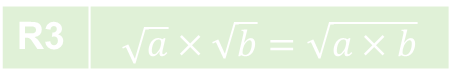 R3 √a × √b = √(a × b)